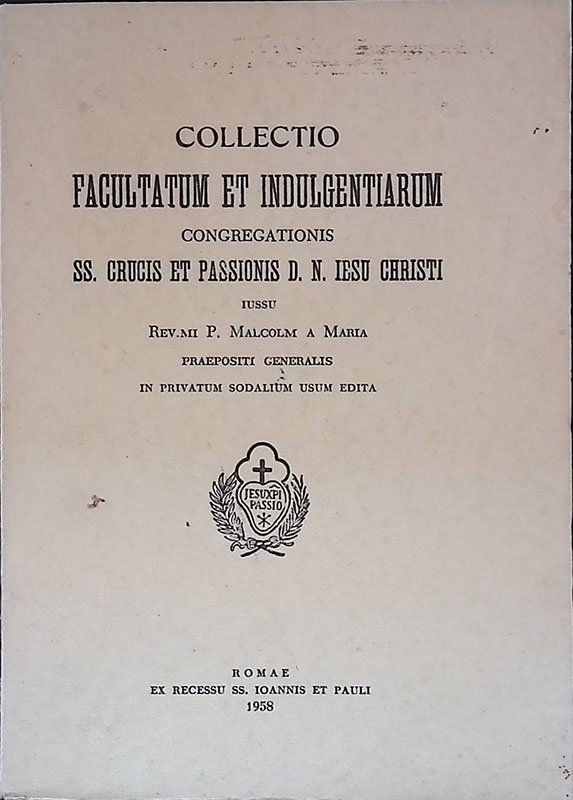 COLLECTIO
FACULTATUM ET INDULGENTIARUM
CONGREGATIONIS
SS. CRUCIS ET PASSIONIS D. N. IESU CHRISTI
IUSSU
REV.MI P. MALCOLM A MARIA
PRAEPOSITI GENERALIS
IN PRIVATUM SODALIUM USUM EDITA
JESU XPI
PASSIO
ROMAE
EX RECESSU SS. IOANNIS ET PAULI
1958